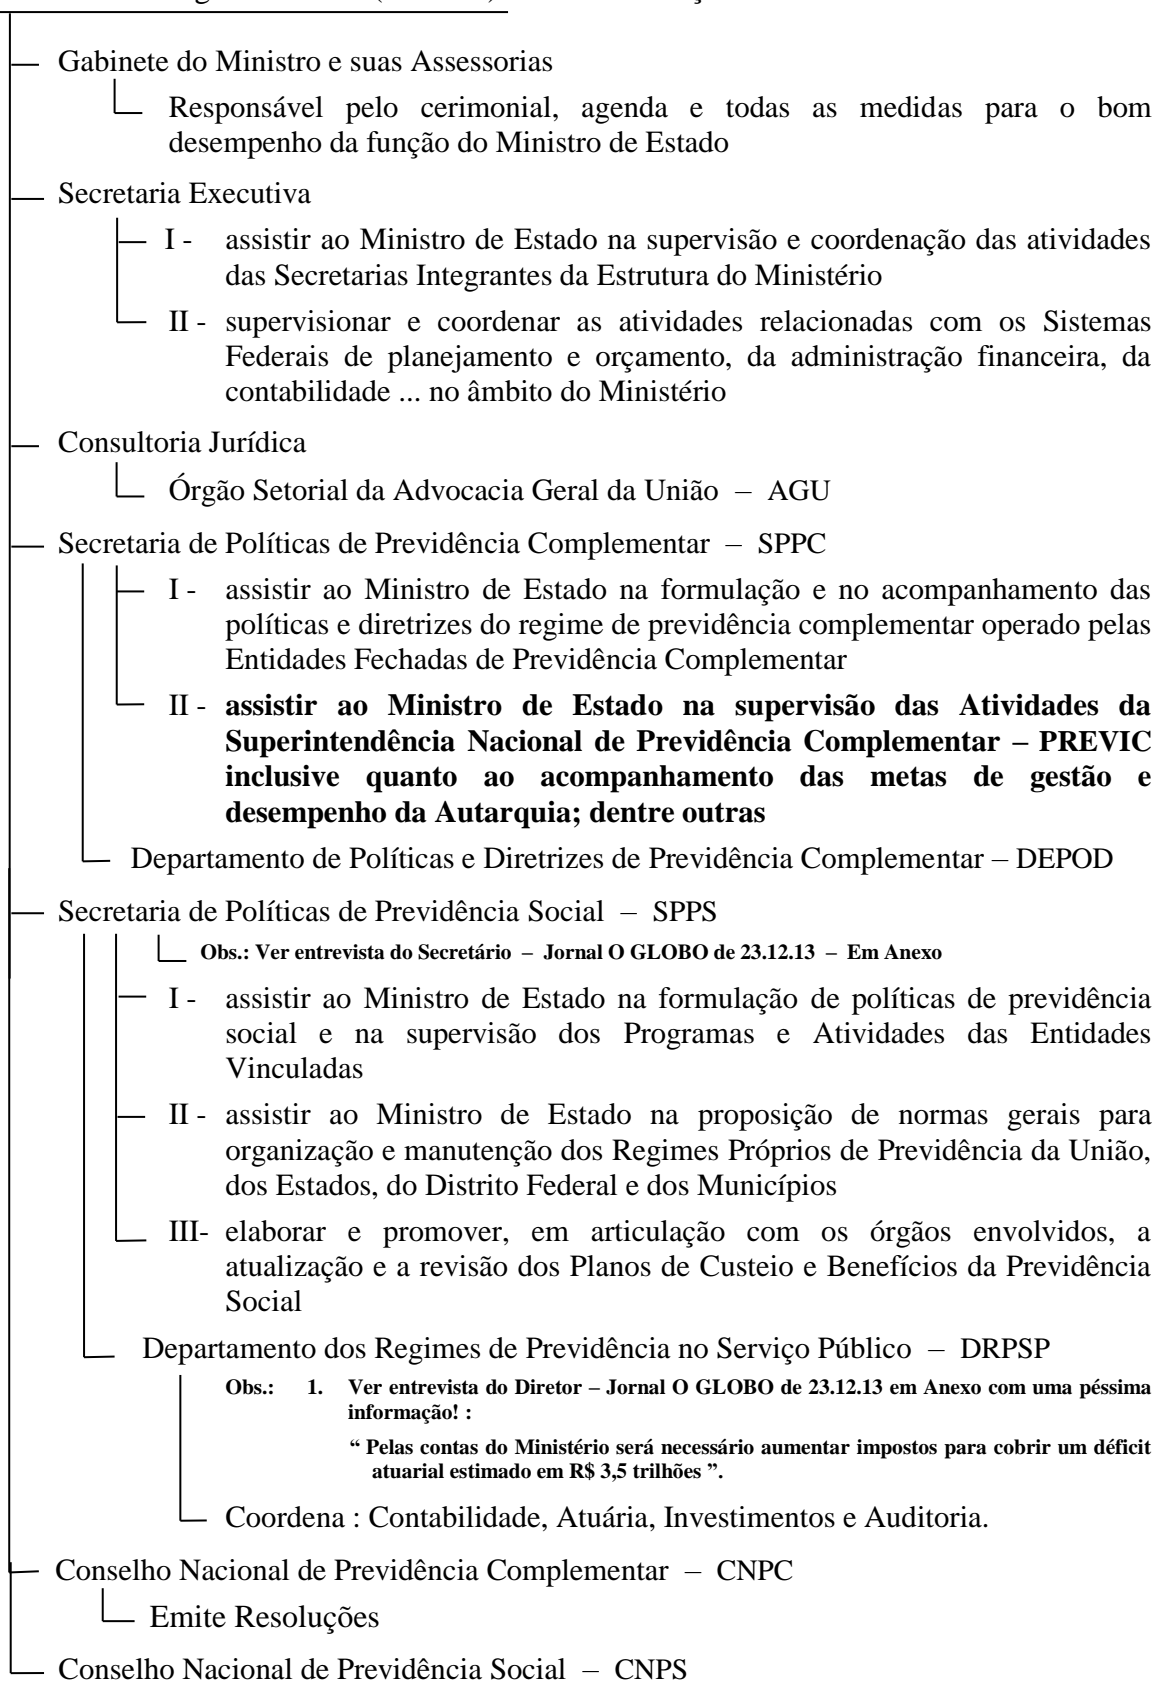 Gabinete do Ministro e suas Assessorias
Responsável pelo cerimonial, agenda e todas as medidas para o bom
desempenho da função do Ministro de Estado
Secretaria Executiva
I - assistir ao Ministro de Estado na supervisão e coordenação das atividades
das Secretarias Integrantes da Estrutura do Ministério
II - supervisionar e coordenar as atividades relacionadas com os Sistemas
Federais de planejamento e orçamento, da administração financeira, da
contabilidade ... no âmbito do Ministério
Consultoria Jurídica
Órgão Setorial da Advocacia Geral da União – AGU
Secretaria de Políticas de Previdência Complementar – SPPC
I - assistir ao Ministro de Estado na formulação e no acompanhamento das
políticas e diretrizes do regime de previdência complementar operado pelas
Entidades Fechadas de Previdência Complementar
II - assistir ao Ministro de Estado na supervisão das Atividades da
Superintendência Nacional de Previdência Complementar – PREVIC
inclusive quanto ao acompanhamento das metas de gestão e
desempenho da Autarquia; dentre outras
Departamento de Políticas e Diretrizes de Previdência Complementar – DEPOD
Secretaria de Políticas de Previdência Social – SPPS
Obs.: Ver entrevista do Secretário – Jornal O GLOBO de 23.12.13 – Em Anexo
I - assistir ao Ministro de Estado na formulação de políticas de previdência
social e na supervisão dos Programas e Atividades das Entidades
Vinculadas
II - assistir ao Ministro de Estado na proposição de normas gerais para
organização e manutenção dos Regimes Próprios de Previdência da União,
dos Estados, do Distrito Federal e dos Municípios
III- elaborar e promover, em articulação com os órgãos envolvidos, a
atualização e a revisão dos Planos de Custeio e Benefícios da Previdência
Social
Departamento dos Regimes de Previdência no Serviço Público – DRPSP
Obs.: 1. Ver entrevista do Diretor – Jornal O GLOBO de 23.12.13 em Anexo com uma péssima
informação! :
“ Pelas contas do Ministério será necessário aumentar impostos para cobrir um déficit
atuarial estimado em R$ 3,5 trilhões ”.
Coordena : Contabilidade, Atuária, Investimentos e Auditoria.
Conselho Nacional de Previdência Complementar – CNPC
Emite Resoluções
Conselho Nacional de Previdência Social – CNPS